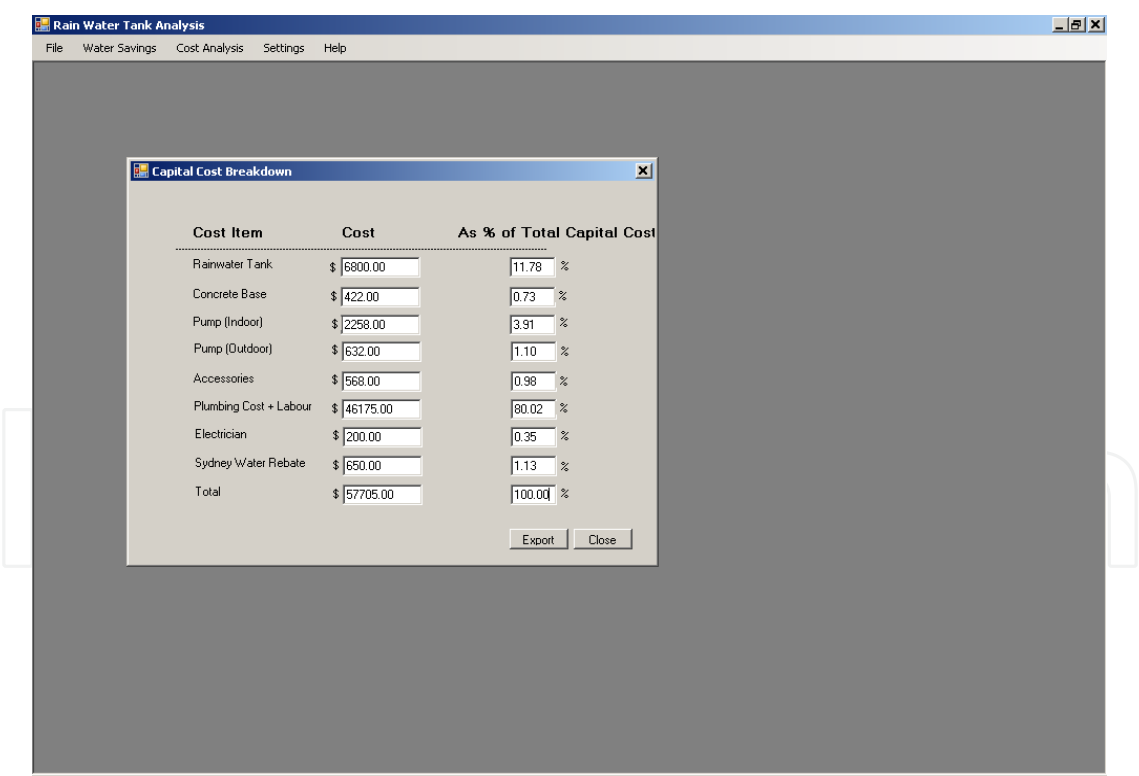 Rain Water Tank Analysis
File Water Savings Cost Analysis Settings Help
Capital Cost Breakdown
Cost Item Cost As % of Total Capital Cost
Rainwater Tank $ 6800.00 11.78 %
Concrete Base $ 422.00 0.73 %
Pump (Indoor) $ 2258.00 3.91 %
Pump (Outdoor) $ 632.00 1.10 %
Accessories $ 568.00 0.98 %
Plumbing Cost + Labour $ 46175.00 80.02 %
Electrician $ 200.00 0.35 %
Sydney Water Rebate $ 650.00 1.13 %
Total $ 57705.00 100.00 %
Export Close